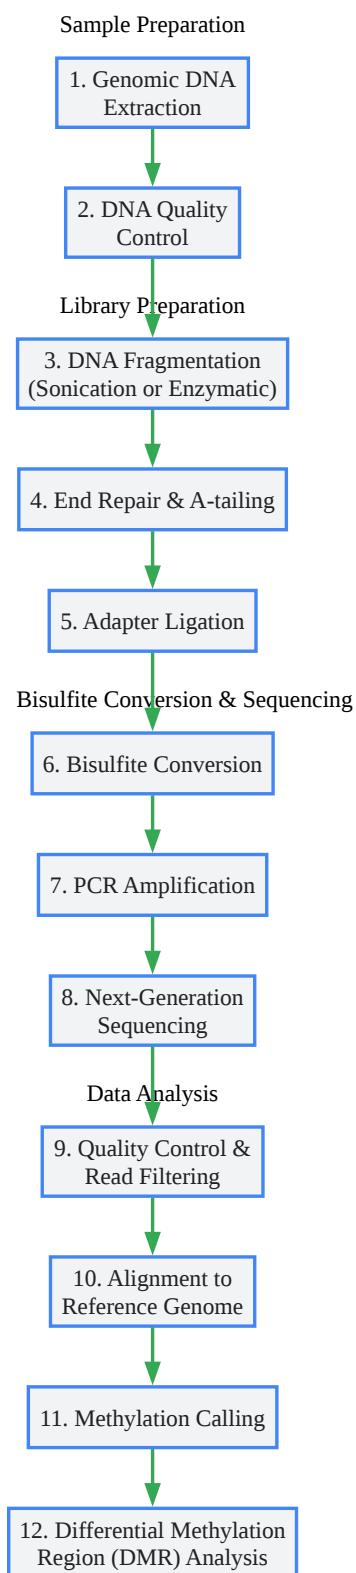 Sample Preparation
1. Genomic DNA
Extraction
2. DNA Quality
Control
Library Preparation
3. DNA Fragmentation
(Sonication or Enzymatic)
4. End Repair & A-tailing
5. Adapter Ligation
Bisulfite Conversion & Sequencing
6. Bisulfite Conversion
7. PCR Amplification
8. Next-Generation
Sequencing
Data Analysis
9. Quality Control &
Read Filtering
10. Alignment to
Reference Genome
11. Methylation Calling
12. Differential Methylation
Region (DMR) Analysis